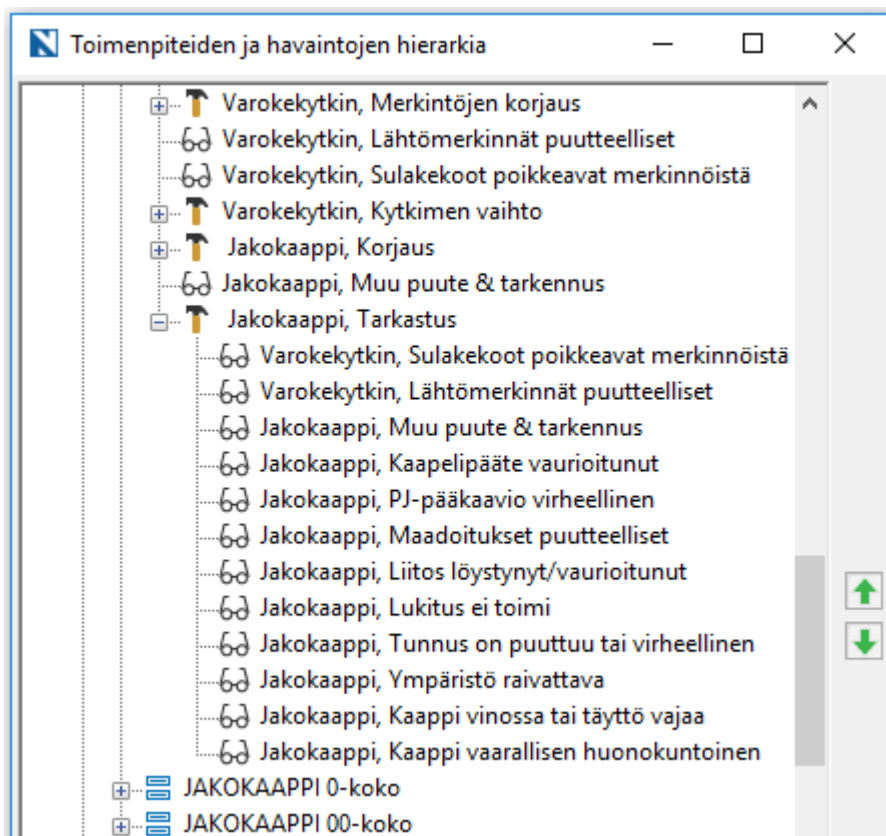 Toimenpiteiden ja havaintojen hierarkia
Varokekytkin, Merkintöjen korjaus
Varokekytkin, Lähtömerkinnät puutteelliset
Varokekytkin, Sulakekoot poikkeavat merkinnöistä
Varokekytkin, Kytkimen vaihto
Jakokaappi, Korjaus
Jakokaappi, Muu puute & tarkennus
Jakokaappi, Tarkastus
Varokekytkin, Sulakekoot poikkeavat merkinnöistä
Varokekytkin, Lähtömerkinnät puutteelliset
Jakokaappi, Muu puute & tarkennus
Jakokaappi, Kaapelipääte vaurioitunut
Jakokaappi, PJ-pääkaavio virheellinen
Jakokaappi, Maadoitukset puutteelliset
Jakokaappi, Liitos löystynyt/vaurioitunut
Jakokaappi, Lukitus ei toimi
Jakokaappi, Tunnus on puuttuu tai virheellinen
Jakokaappi, Ympäristö raivattava
Jakokaappi, Kaappi vinossa tai täyttö vajaa
Jakokaappi, Kaappi vaarallisen huonokuntoinen
JAKOKAAPPI 0-koko
JAKOKAAPPI 00-koko